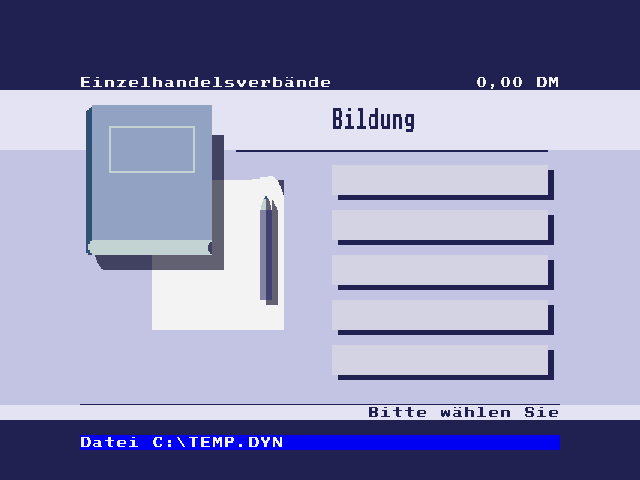 Einzelhandelsverbände 0,00 DM
Bildung
Bitte wählen Sie
Datei C:\TEMP.DYN